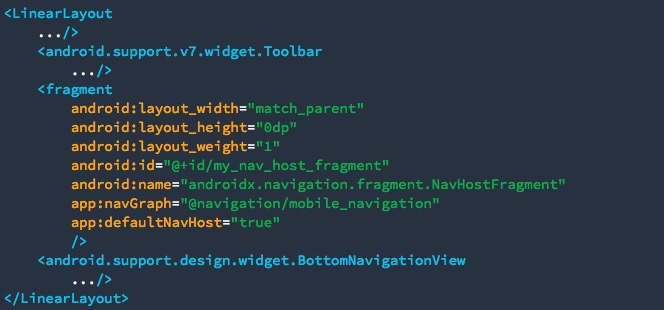 <LinearLayout
    .../>
    <android.support.v7.widget.Toolbar
        .../>
    <fragment
        android:layout_width="match_parent"
        android:layout_height="0dp"
        android:layout_weight="1"
        android:id="@+id/my_nav_host_fragment"
        android:name="androidx.navigation.fragment.NavHostFragment"
        app:navGraph="@navigation/mobile_navigation"
        app:defaultNavHost="true"
        />
    <android.support.design.widget.BottomNavigationView
        .../>
</LinearLayout>